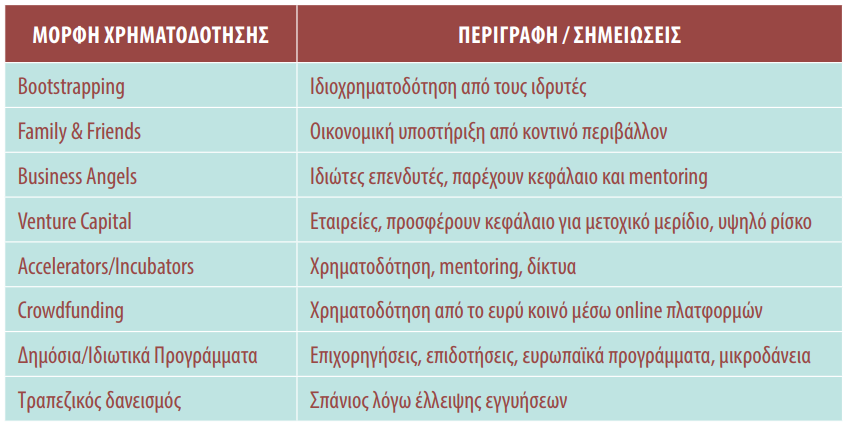 ΜΟΡΦΗ ΧΡΗΜΑΤΟΔΟΤΗΣΗΣ ΠΕΡΙΓΡΑΦΗ / ΣΗΜΕΙΩΣΕΙΣ
Bootstrapping Ιδιοχρηματοδότηση από τους ιδρυτές
Family & Friends Οικονομική υποστήριξη από κοντινό περιβάλλον
Business Angels Ιδιώτες επενδυτές, παρέχουν κεφάλαιο και mentoring
Venture Capital Εταιρείες, προσφέρουν κεφάλαιο για μετοχικό μερίδιο, υψηλό ρίσκο
Accelerators/Incubators Χρηματοδότηση, mentoring, δίκτυα
Crowdfunding Χρηματοδότηση από το ευρύ κοινό μέσω online πλατφορμών
Δημόσια/Ιδιωτικά Προγράμματα Επιχορηγήσεις, επιδοτήσεις, ευρωπαϊκά προγράμματα, μικροδάνεια
Τραπεζικός δανεισμός Σπάνιος λόγω έλλειψης εγγυήσεων